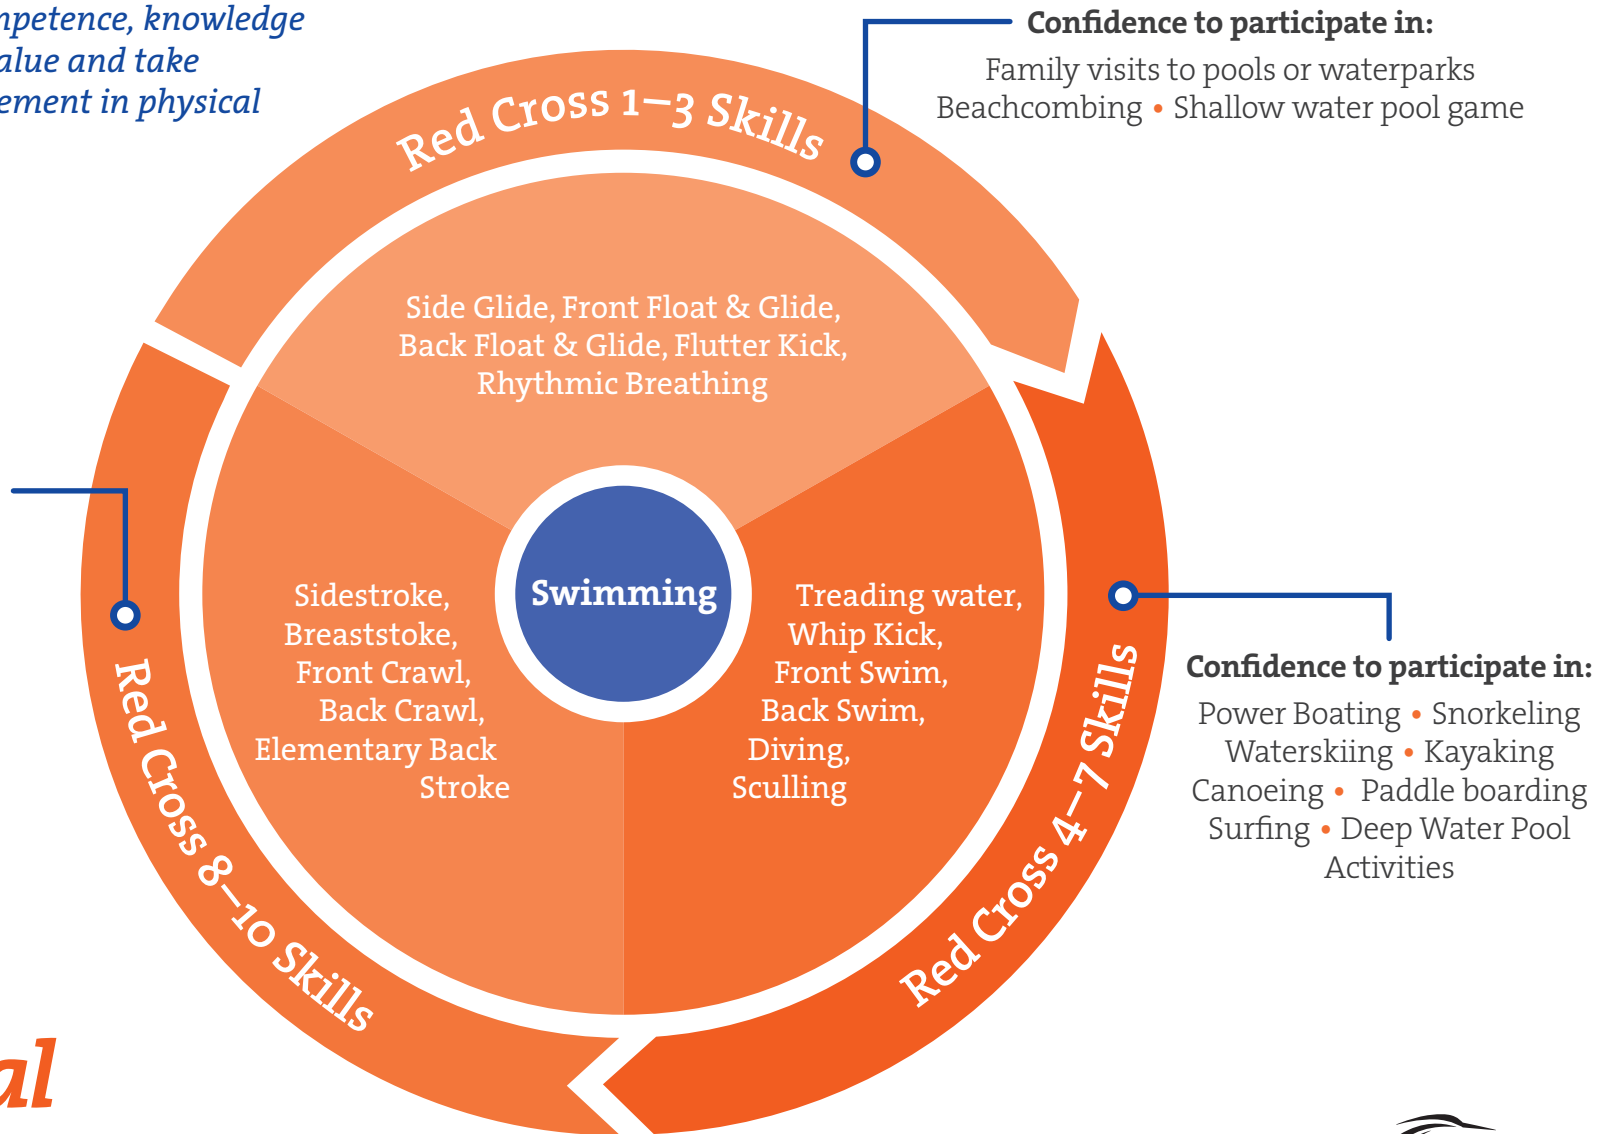 mpetence, knowledge
alue and take
ement in physical
Confidence to participate in:
Family visits to pools or waterparks
Beachcombing • Shallow water pool game
Red Cross 1–3 Skills
Side Glide, Front Float & Glide,
Back Float & Glide, Flutter Kick,
Rhythmic Breathing
Swimming
Sidestroke,
Breaststoke,
Front Crawl,
Back Crawl,
Elementary Back
Stroke
Treading water,
Whip Kick,
Front Swim,
Back Swim,
Diving,
Sculling
Red Cross 4–7 Skills
Confidence to participate in:
Power Boating • Snorkeling
Waterskiing • Kayaking
Canoeing • Paddle boarding
Surfing • Deep Water Pool
Activities
Red Cross 8–10 Skills
al